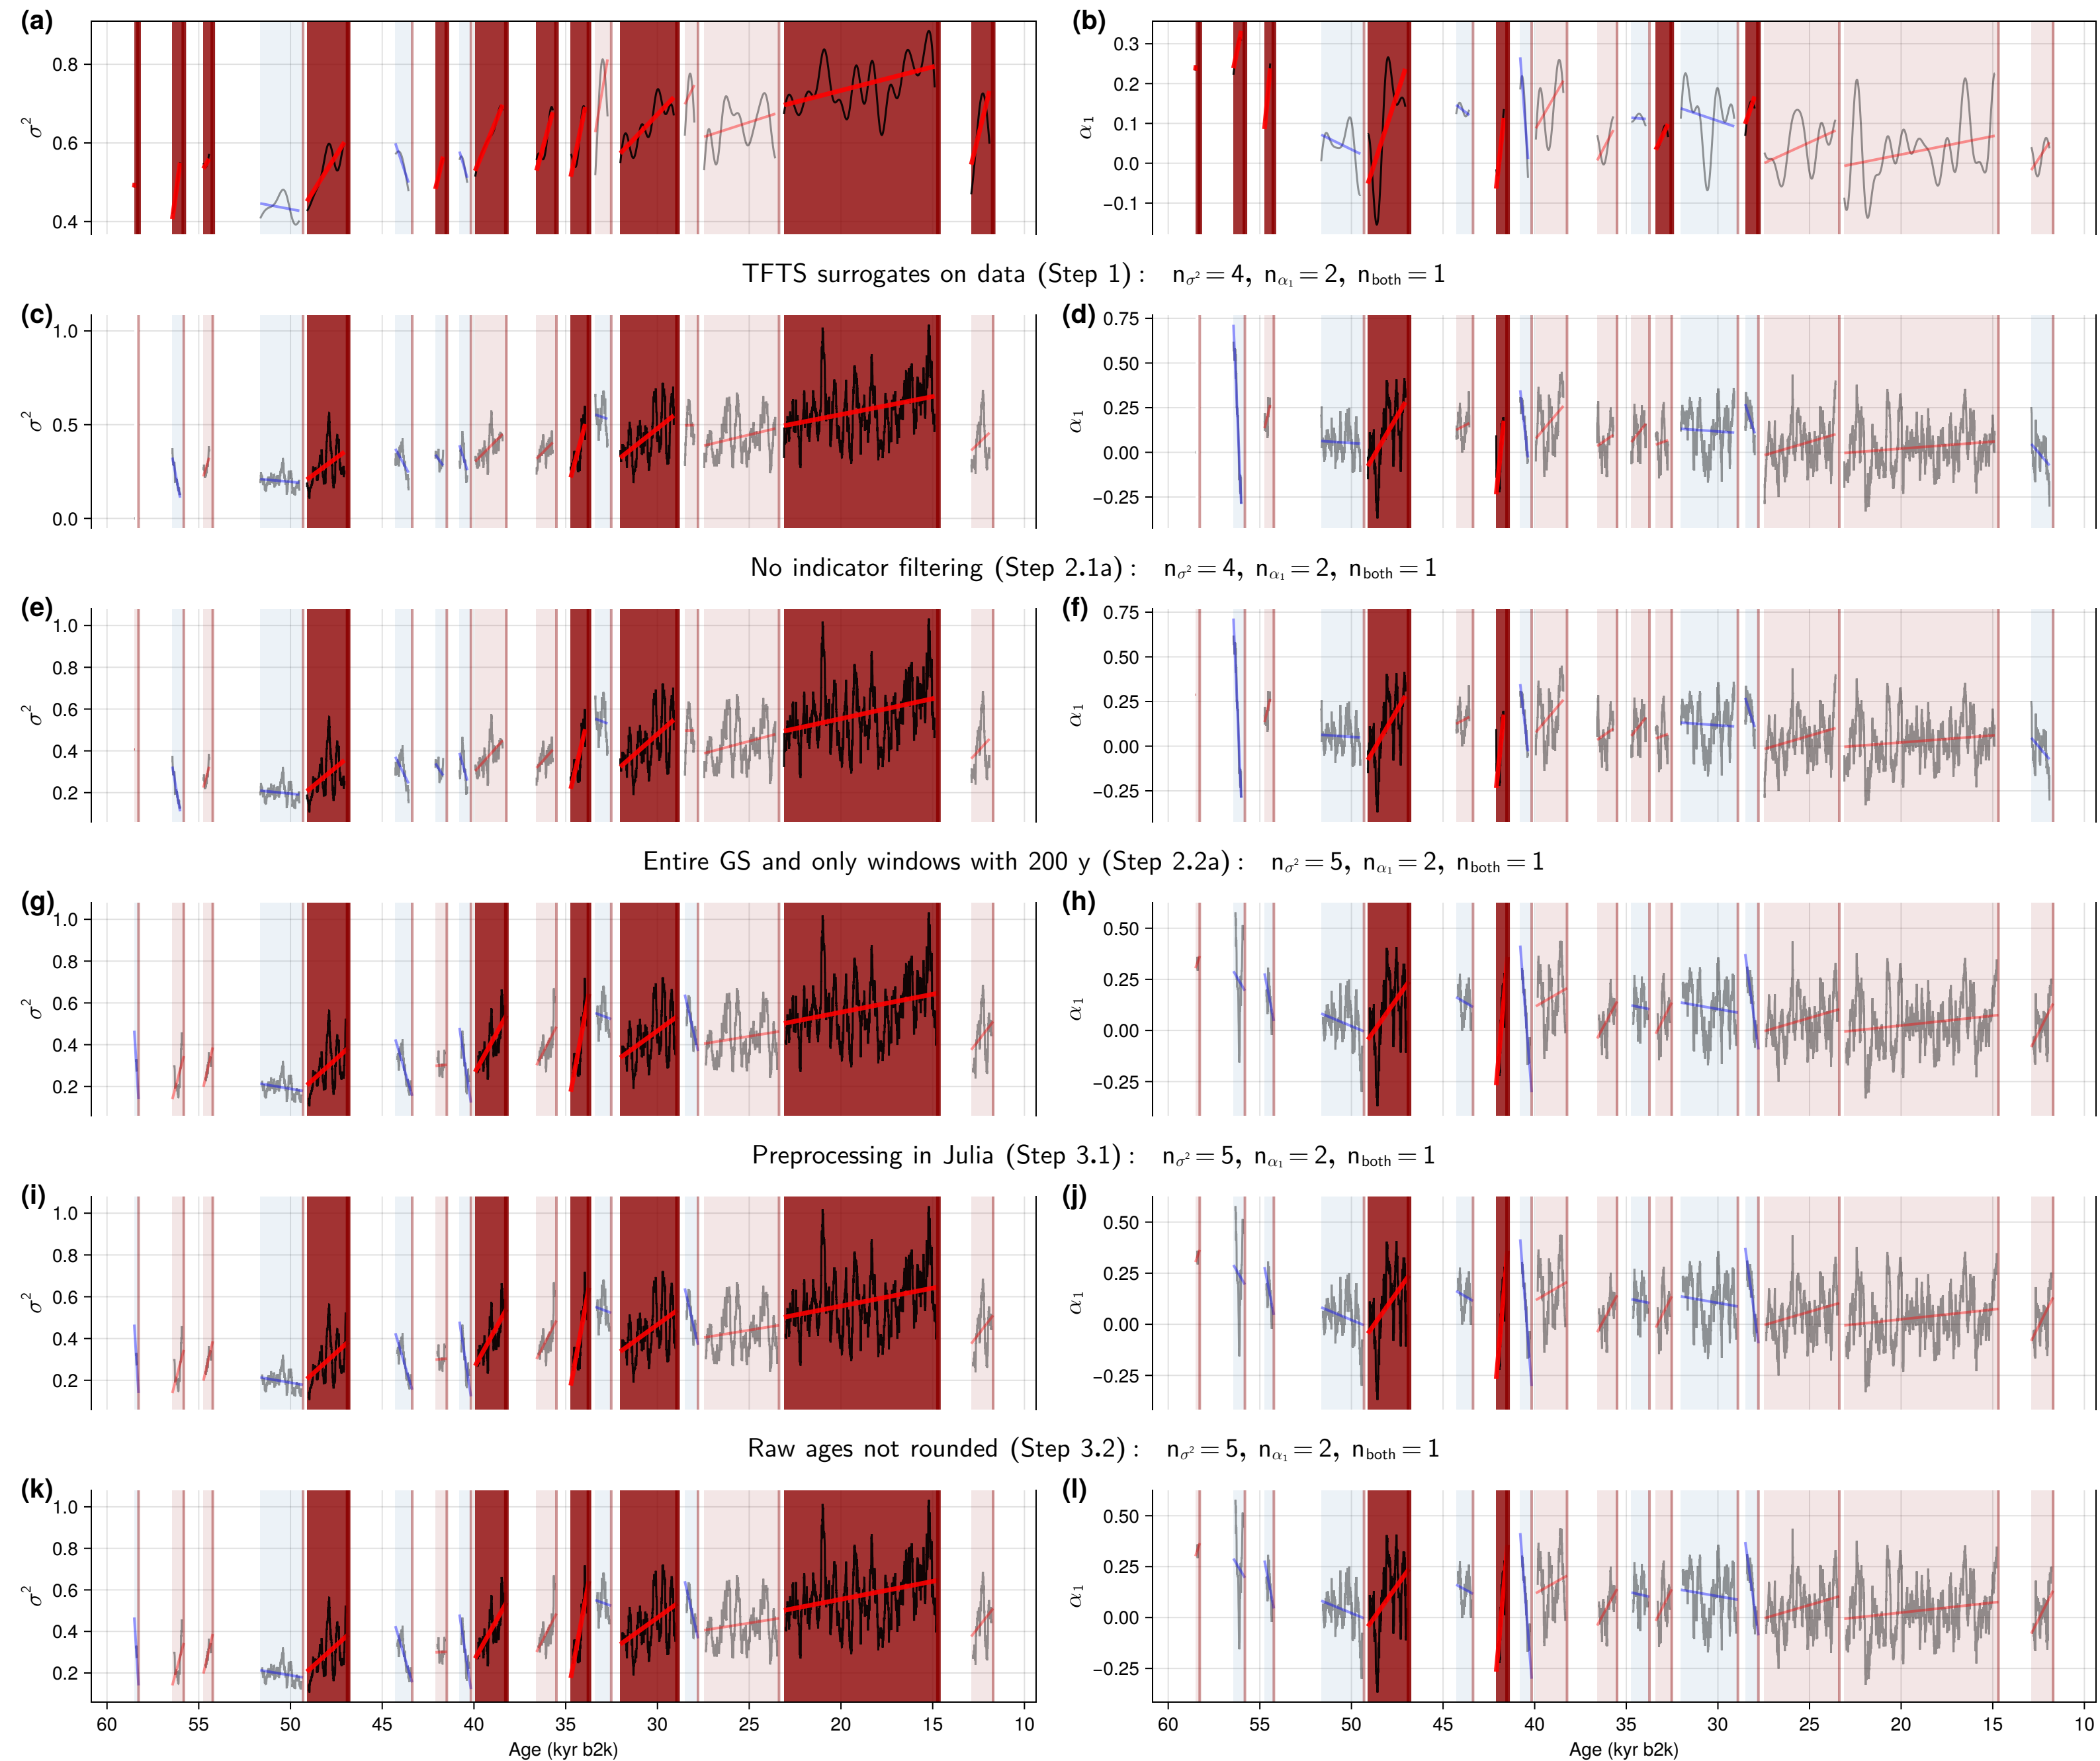 (a) (b)
σ² 0.8 0.6 0.4
α₁ 0.3 0.2 0.1 0.0 −0.1
TFTS surrogates on data (Step 1): n_σ² = 4, n_α₁ = 2, n_both = 1
(c) (d)
σ² 1.0 0.5 0.0
α₁ 0.75 0.50 0.25 0.00 −0.25
No indicator filtering (Step 2.1a): n_σ² = 4, n_α₁ = 2, n_both = 1
(e) (f)
σ² 1.0 0.8 0.6 0.4 0.2
α₁ 0.75 0.50 0.25 0.00 −0.25
Entire GS and only windows with 200 y (Step 2.2a): n_σ² = 5, n_α₁ = 2, n_both = 1
(g) (h)
σ² 1.0 0.8 0.6 0.4 0.2
α₁ 0.50 0.25 0.00 −0.25
Preprocessing in Julia (Step 3.1): n_σ² = 5, n_α₁ = 2, n_both = 1
(i) (j)
σ² 1.0 0.8 0.6 0.4 0.2
α₁ 0.50 0.25 0.00 −0.25
Raw ages not rounded (Step 3.2): n_σ² = 5, n_α₁ = 2, n_both = 1
(k) (l)
σ² 1.0 0.8 0.6 0.4 0.2
α₁ 0.50 0.25 0.00 −0.25
60 55 50 45 40 35 30 25 20 15 10
60 55 50 45 40 35 30 25 20 15 10
Age (kyr b2k) Age (kyr b2k)